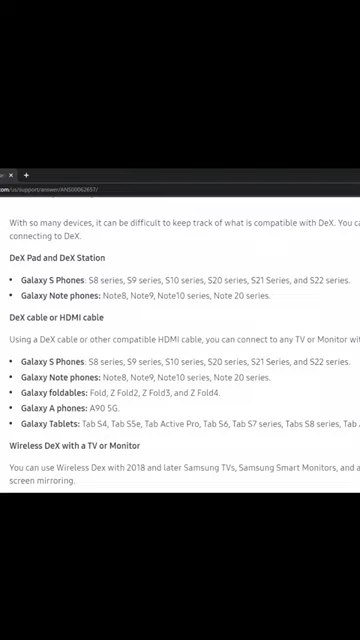 .com/us/support/answer/ANS00062657/
With so many devices, it can be difficult to keep track of what is compatible with DeX. You ca
connecting to DeX.
DeX Pad and DeX Station
• Galaxy S Phones: S8 series, S9 series, S10 series, S20 series, S21 Series, and S22 series.
• Galaxy Note phones: Note8, Note9, Note10 series, Note 20 series.
DeX cable or HDMI cable
Using a DeX cable or other compatible HDMI cable, you can connect to any TV or Monitor wit
• Galaxy S Phones: S8 series, S9 series, S10 series, S20 series, S21 Series, and S22 series.
• Galaxy Note phones: Note8, Note9, Note10 series, Note 20 series.
• Galaxy foldables: Fold, Z Fold2, Z Fold3, and Z Fold4.
• Galaxy A phones: A90 5G.
• Galaxy Tablets: Tab S4, Tab S5e, Tab Active Pro, Tab S6, Tab S7 series, Tabs S8 series, Tab A
Wireless DeX with a TV or Monitor
You can use Wireless Dex with 2018 and later Samsung TVs, Samsung Smart Monitors, and a
screen mirroring.